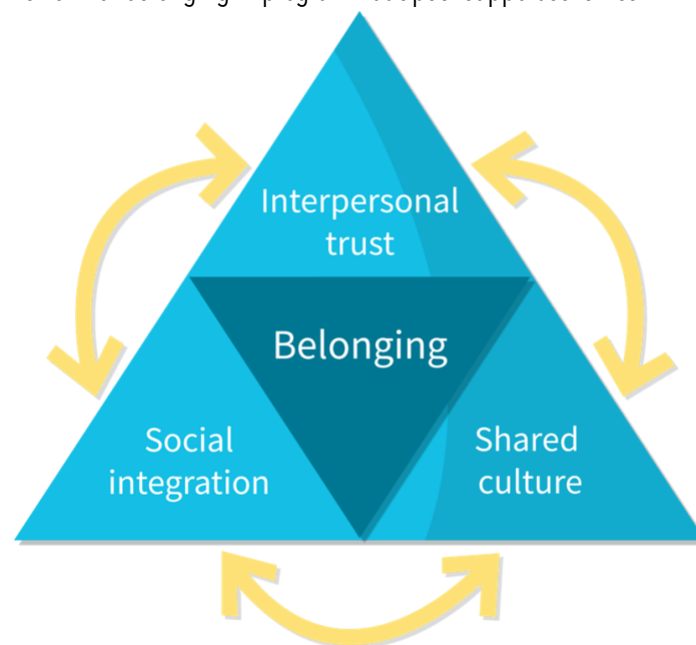 Interpersonal
trust
Belonging
Social
integration
Shared
culture